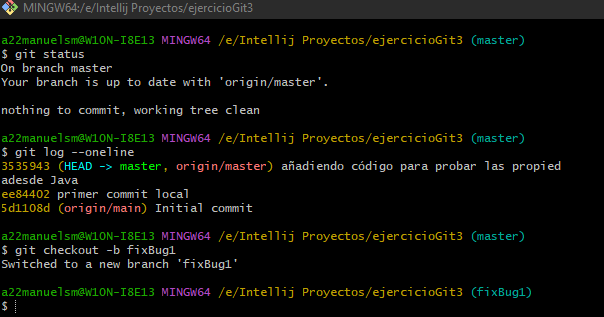 MINGW64:/e/Intellij Proyectos/ejercicioGit3
a22manuelsm@W10N-I8E13 MINGW64 /e/Intellij Proyectos/ejercicioGit3 (master)
$ git status
On branch master
Your branch is up to date with 'origin/master'.
nothing to commit, working tree clean
a22manuelsm@W10N-I8E13 MINGW64 /e/Intellij Proyectos/ejercicioGit3 (master)
$ git log --oneline
3535943 (HEAD -> master, origin/master) añadiendo código para probar las propied
adesde Java
ee84402 primer commit local
5d1108d (origin/main) Initial commit
a22manuelsm@W10N-I8E13 MINGW64 /e/Intellij Proyectos/ejercicioGit3 (master)
$ git checkout -b fixBug1
Switched to a new branch 'fixBug1'
a22manuelsm@W10N-I8E13 MINGW64 /e/Intellij Proyectos/ejercicioGit3 (fixBug1)
$